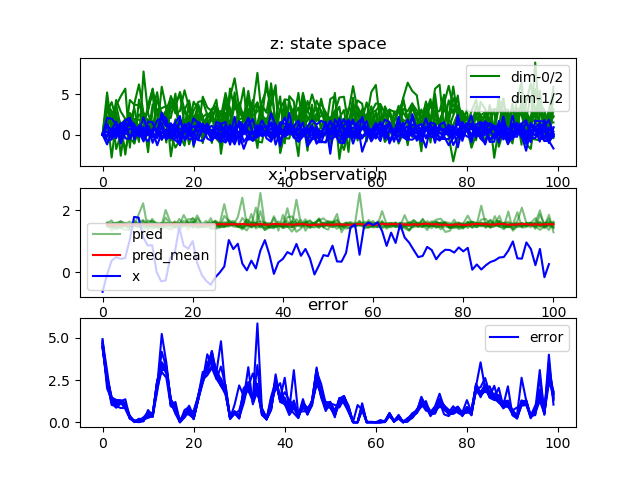 z: state space
5
0
dim-0/2
dim-1/2
0 20 40 60 80 100
x:observation
2
0
pred
pred_mean
x
0 20 40 60 80 100
error
5.0
2.5
0.0
error
0 20 40 60 80 100